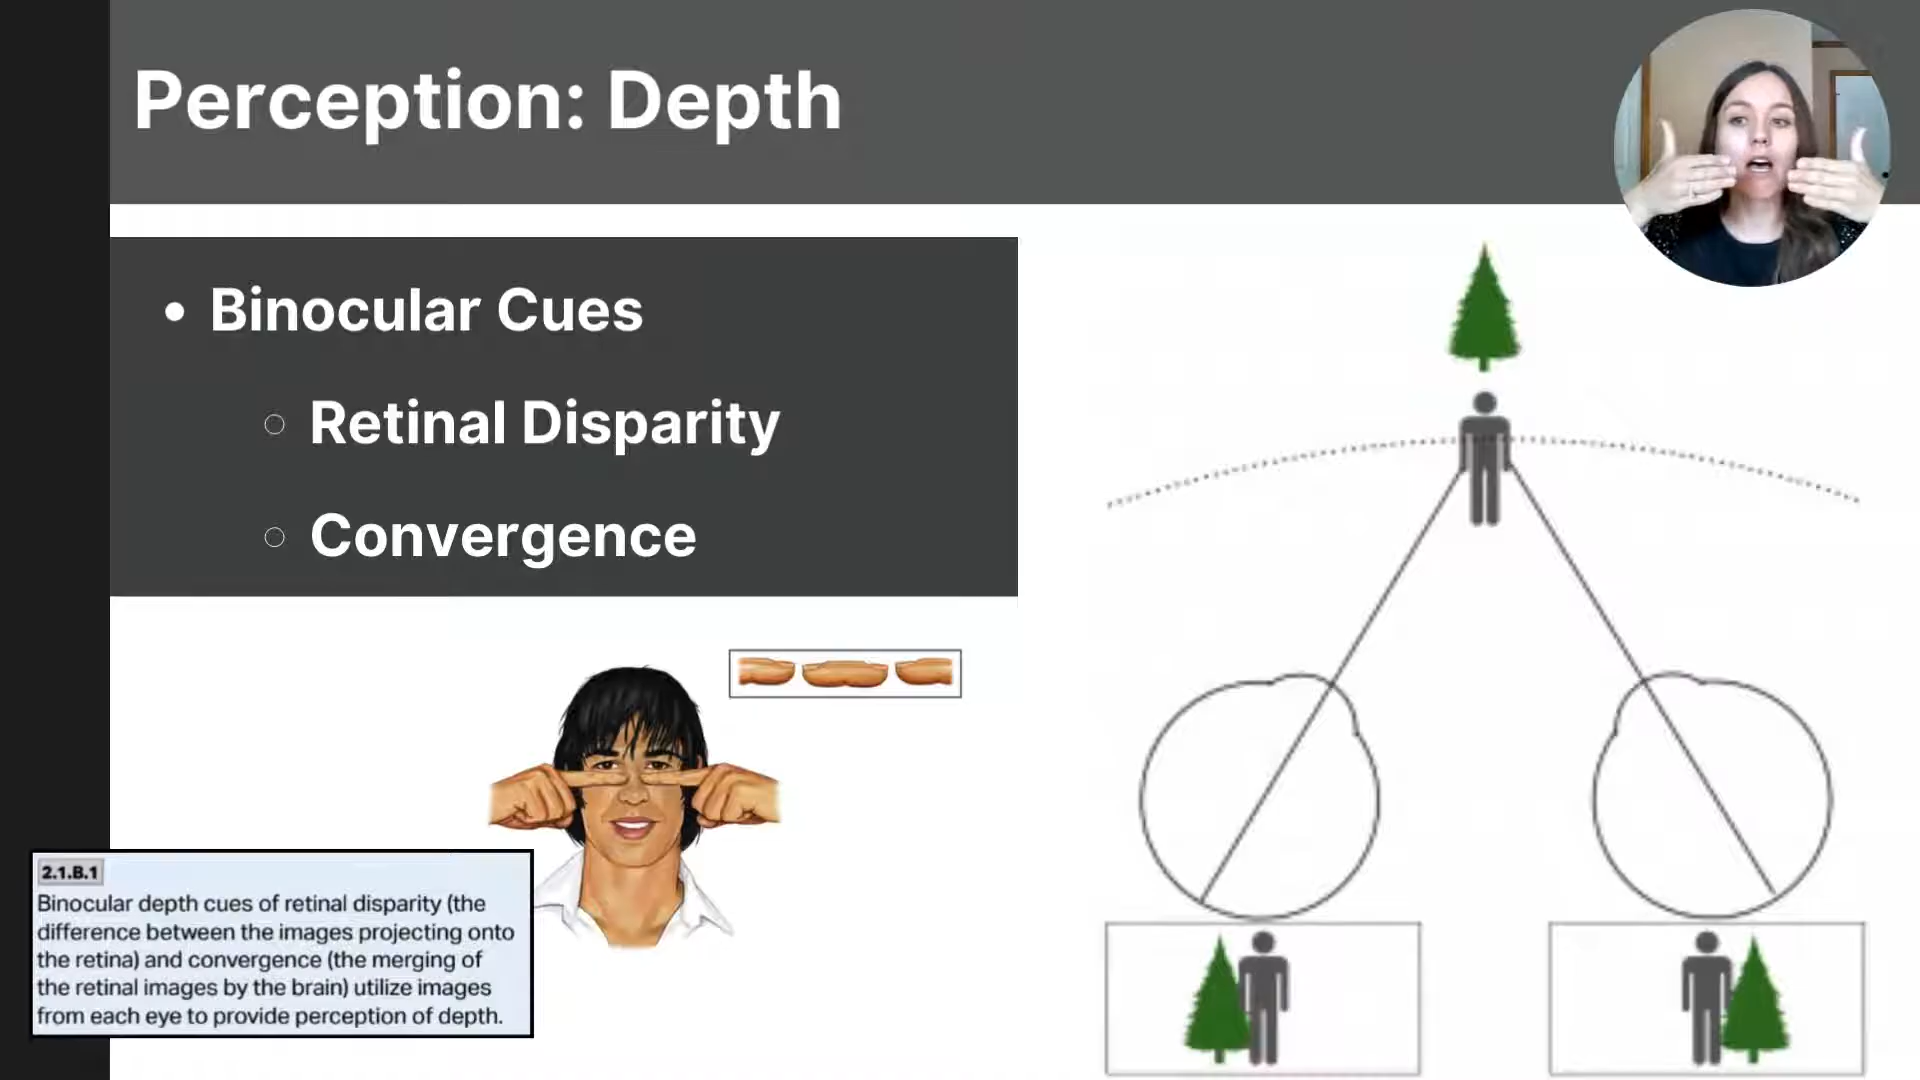 Perception: Depth
• Binocular Cues
○ Retinal Disparity
○ Convergence
2.1.B.1
Binocular depth cues of retinal disparity (the
difference between the images projecting onto
the retina) and convergence (the merging of
the retinal images by the brain) utilize images
from each eye to provide perception of depth.